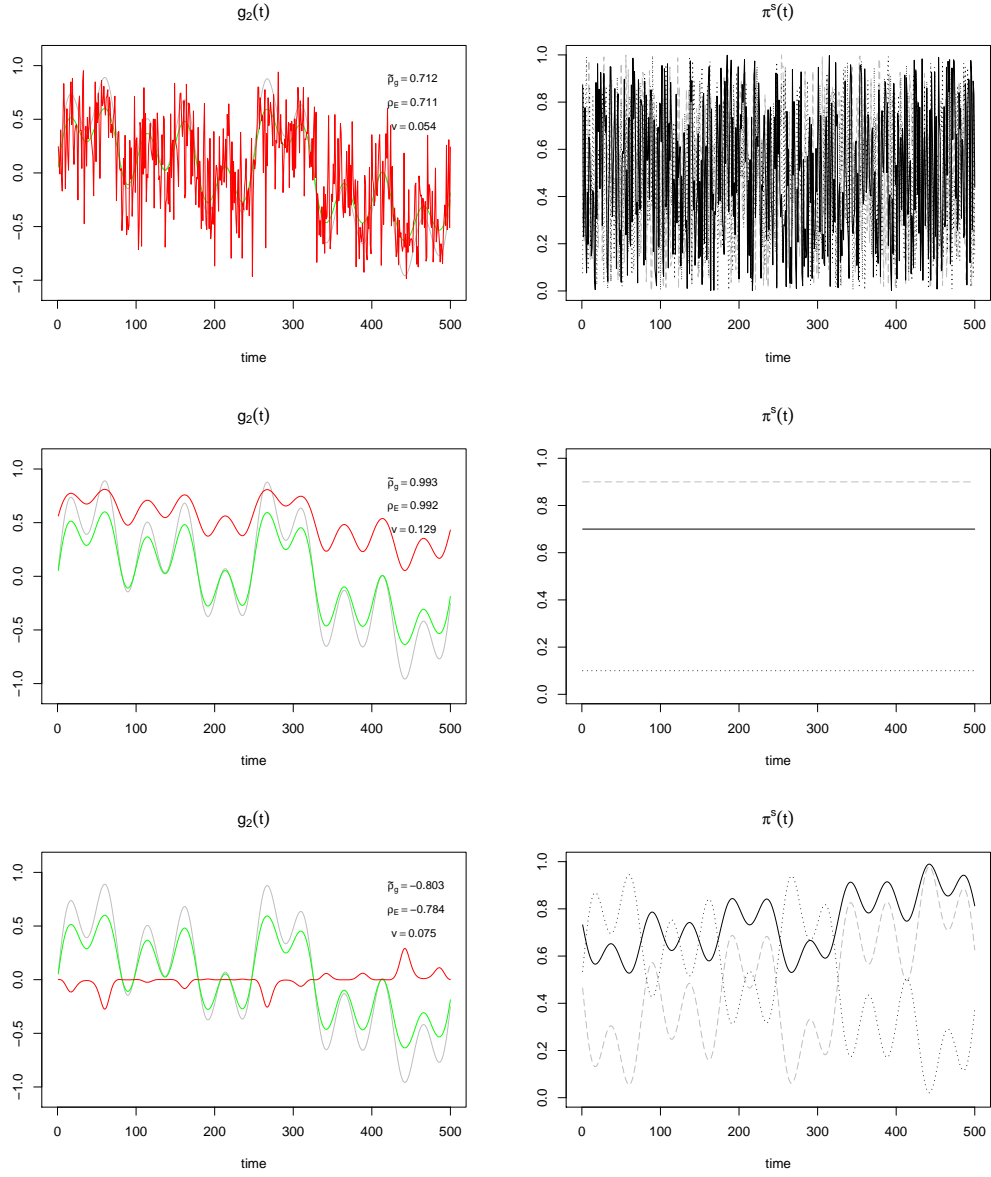 g₂(t)
1.0
0.5
0.0
−0.5
−1.0
ρ̃_g = 0.712
ρ_E = 0.711
v = 0.054
0 100 200 300 400 500
time
π^s(t)
1.0
0.8
0.6
0.4
0.2
0.0
0 100 200 300 400 500
time
g₂(t)
1.0
0.5
0.0
−0.5
−1.0
ρ̃_g = 0.993
ρ_E = 0.992
v = 0.129
0 100 200 300 400 500
time
π^s(t)
1.0
0.8
0.6
0.4
0.2
0.0
0 100 200 300 400 500
time
g₂(t)
1.0
0.5
0.0
−0.5
−1.0
ρ̃_g = −0.803
ρ_E = −0.784
v = 0.075
0 100 200 300 400 500
time
π^s(t)
1.0
0.8
0.6
0.4
0.2
0.0
0 100 200 300 400 500
time